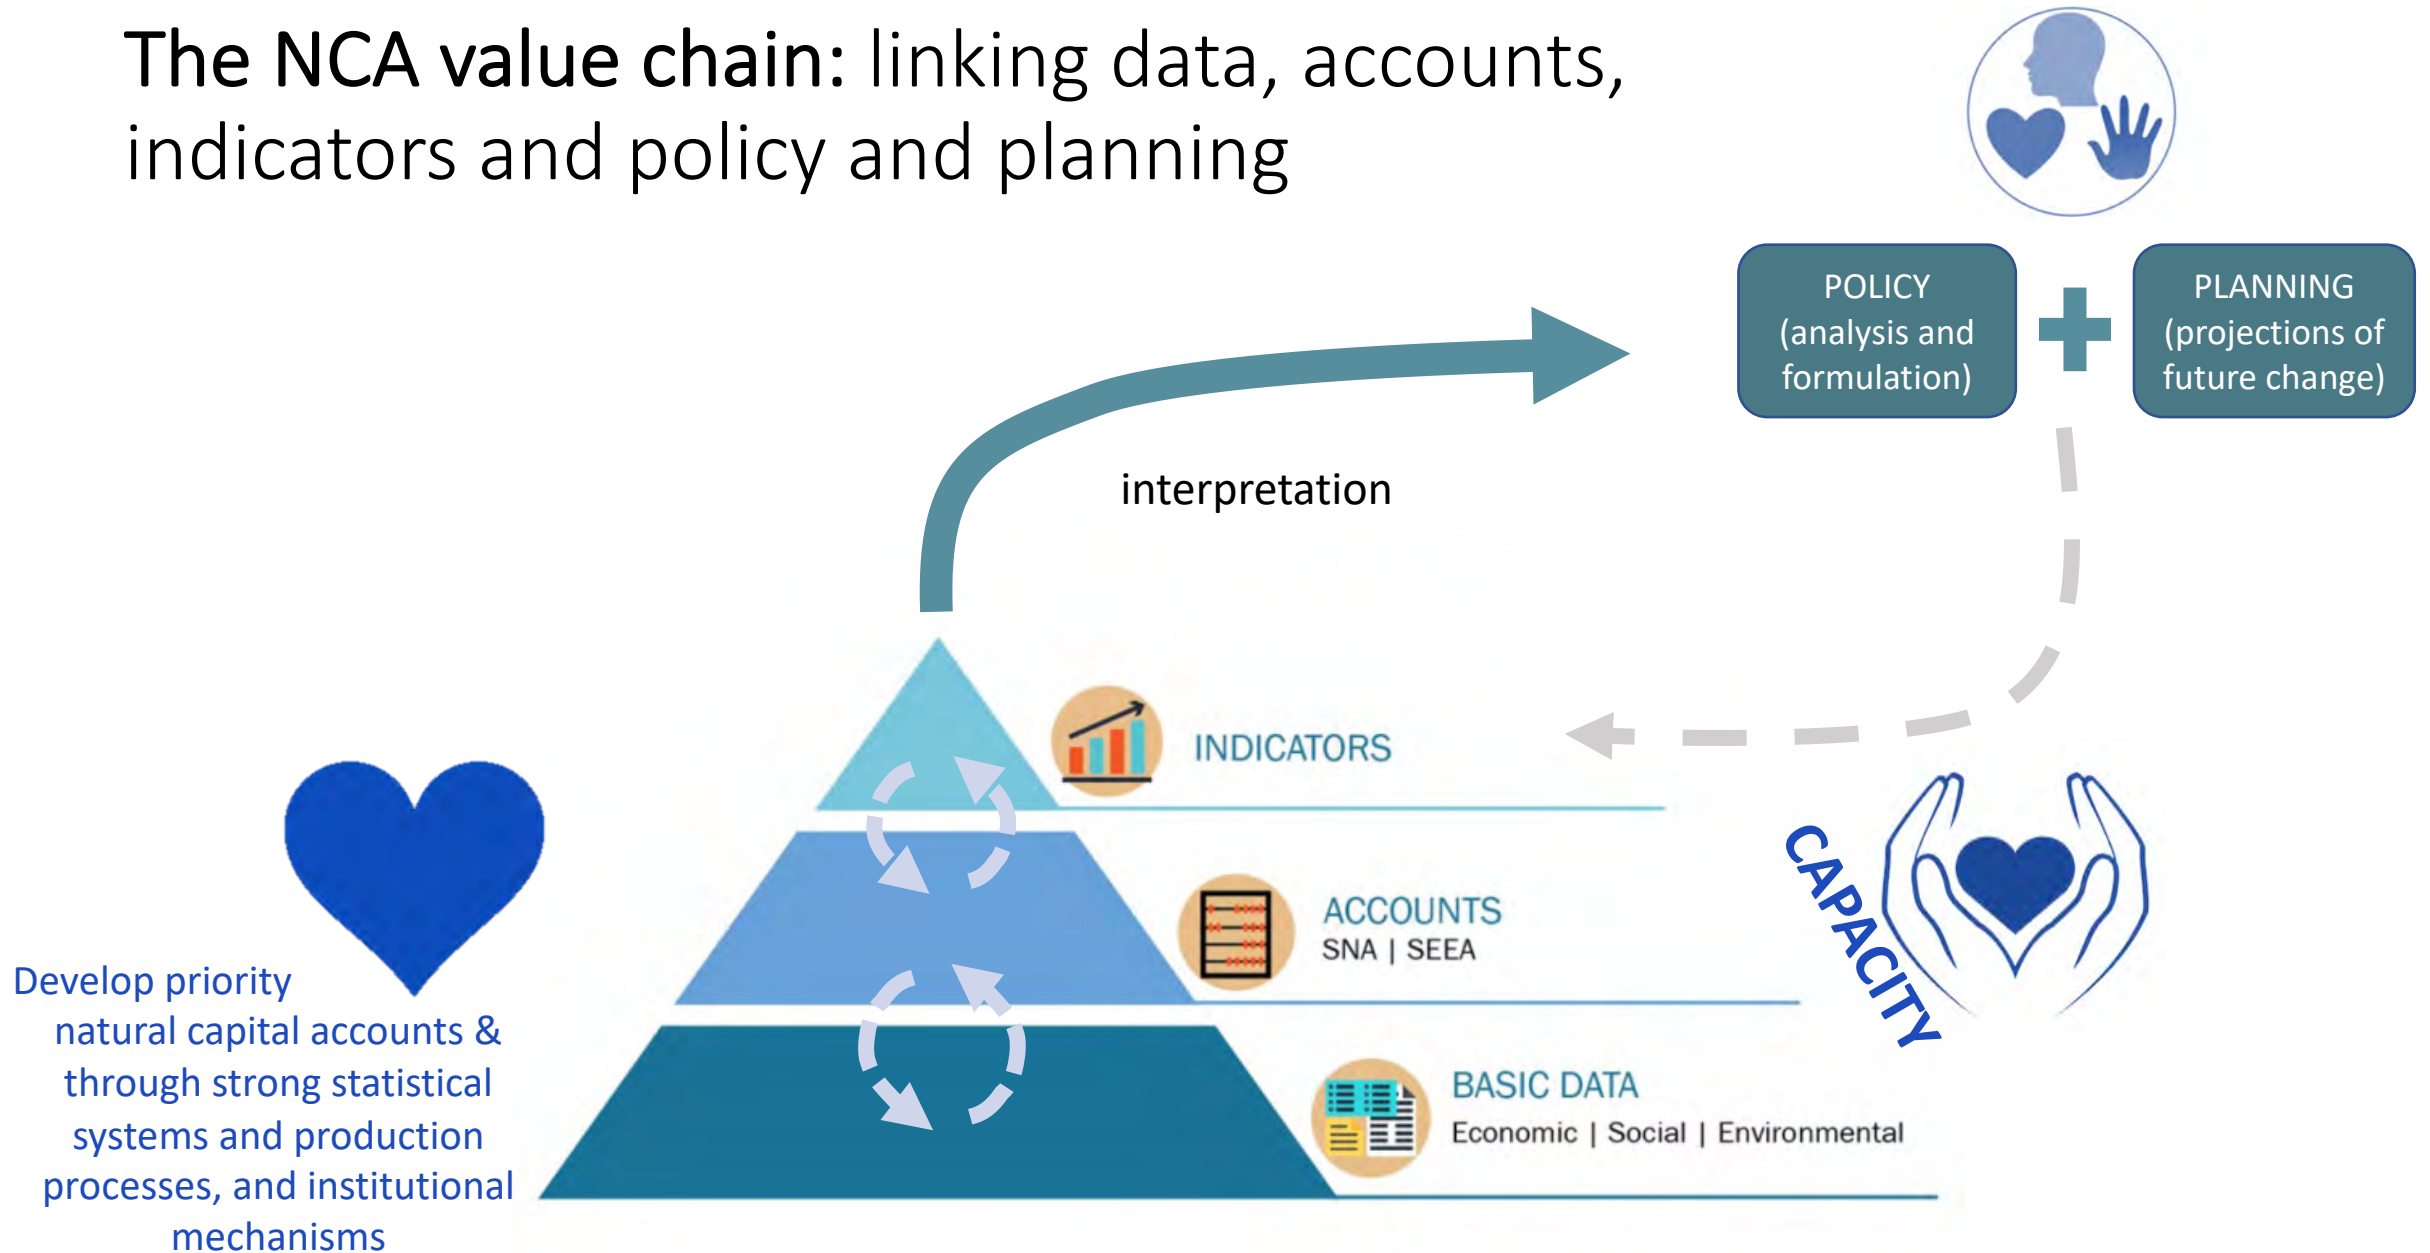 The NCA value chain: linking data, accounts,
indicators and policy and planning
POLICY
(analysis and
formulation)
PLANNING
(projections of
future change)
interpretation
INDICATORS
ACCOUNTS
SNA | SEEA
BASIC DATA
Economic | Social | Environmental
CAPACITY
Develop priority
natural capital accounts &
through strong statistical
systems and production
processes, and institutional
mechanisms